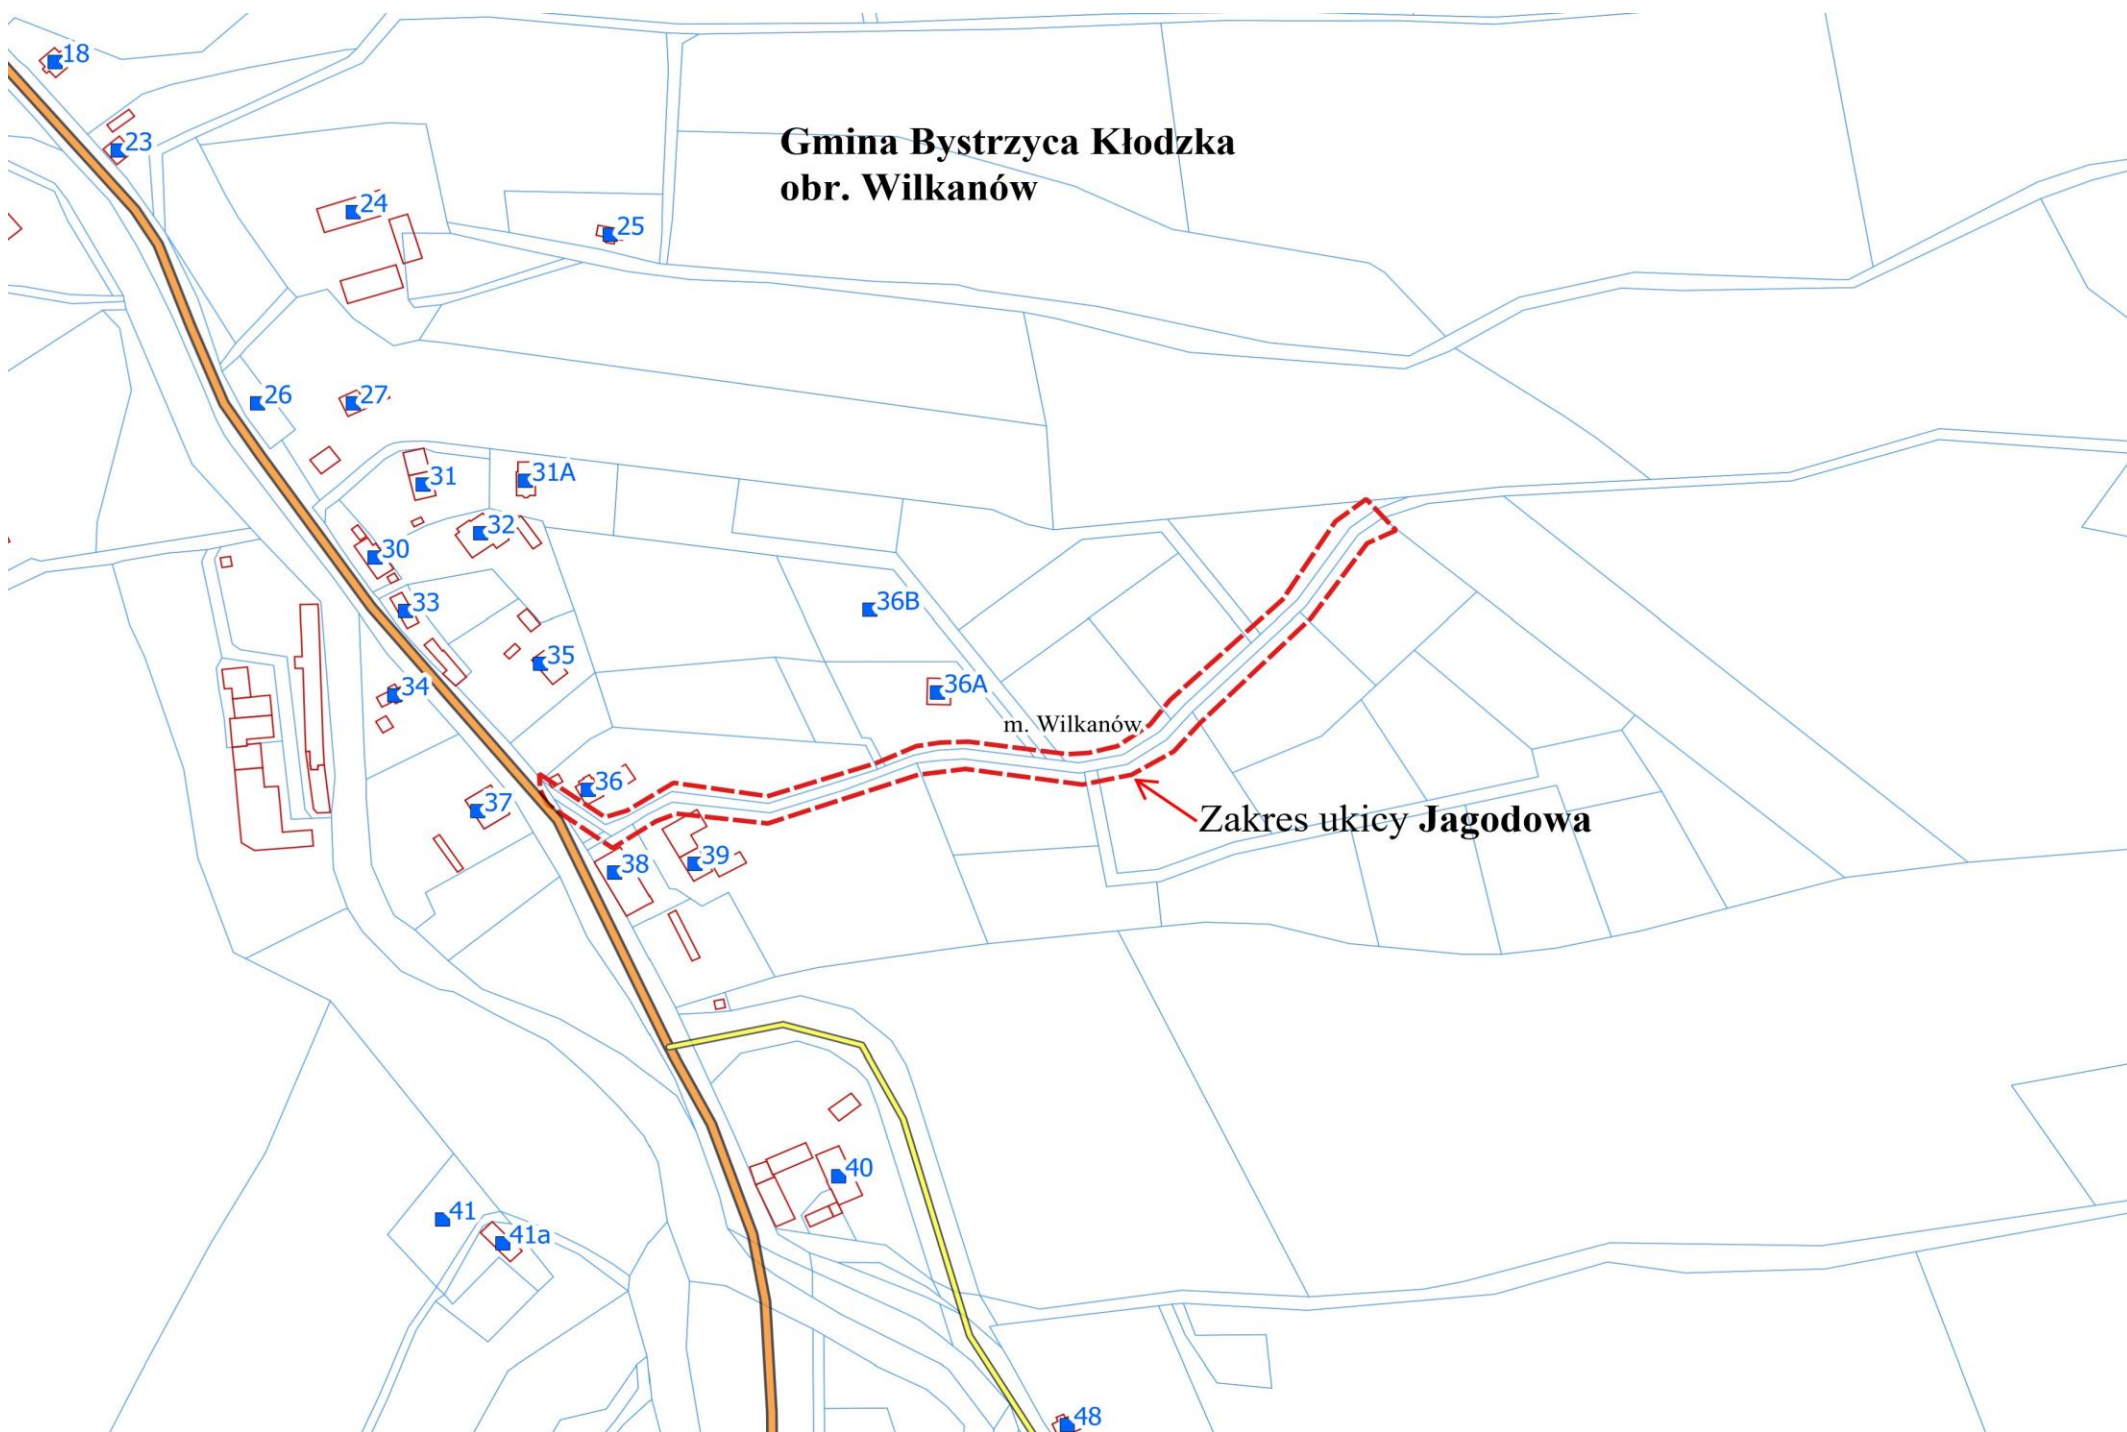 18
23
Gmina Bystrzyca Kłodzka
obr. Wilkanów
24
25
26
27
31
31A
32
30
33
36B
35
36A
34
m. Wilkanów
36
37
Zakres ukicy Jagodowa
39
38
40
41
41a
48